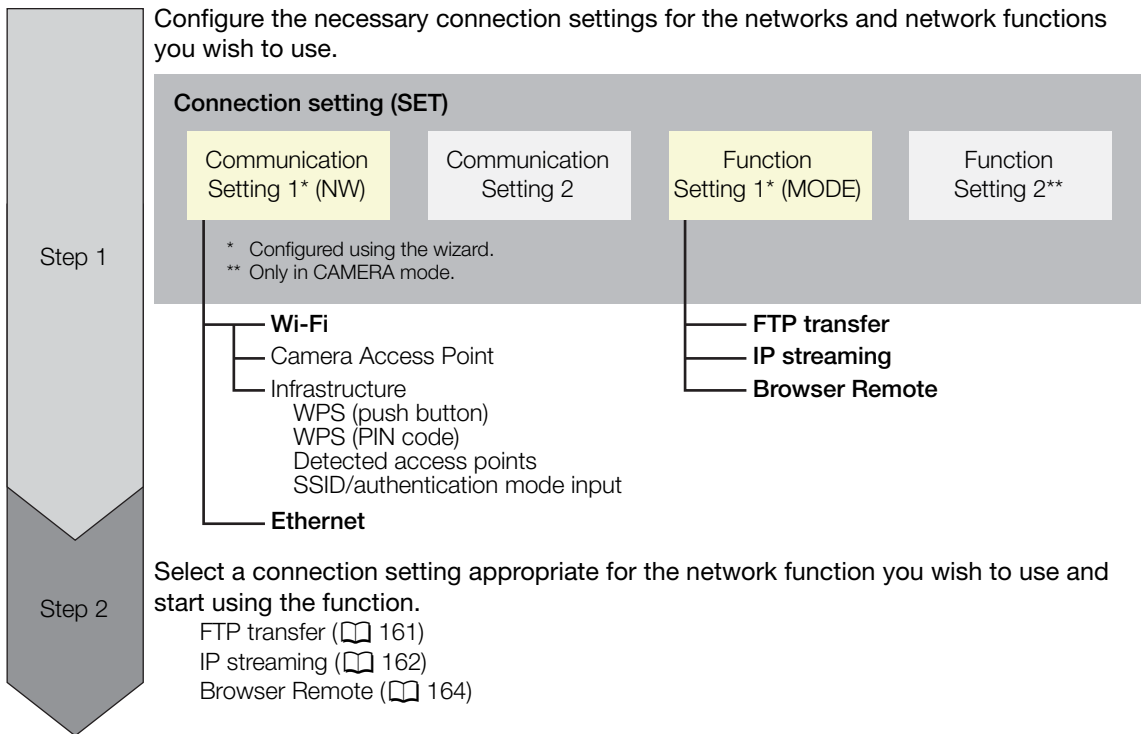 Configure the necessary connection settings for the networks and network functions
you wish to use.
Connection setting (SET)
Communication
Setting 1* (NW)
Communication
Setting 2
Function
Setting 1* (MODE)
Function
Setting 2**
* Configured using the wizard.
** Only in CAMERA mode.
Step 1
Wi-Fi
Camera Access Point
Infrastructure
WPS (push button)
WPS (PIN code)
Detected access points
SSID/authentication mode input
Ethernet
FTP transfer
IP streaming
Browser Remote
Step 2
Select a connection setting appropriate for the network function you wish to use and
start using the function.
FTP transfer (📖 161)
IP streaming (📖 162)
Browser Remote (📖 164)